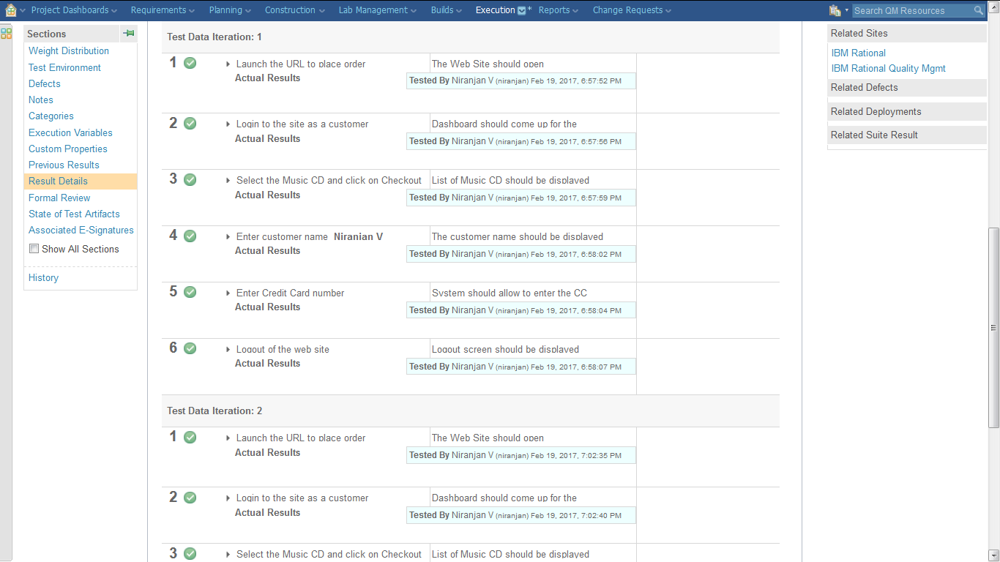 Project Dashboards Requirements Planning Construction Lab Management Builds Execution * Reports Change Requests Search QM Resources
Sections
Weight Distribution
Test Environment
Defects
Notes
Categories
Execution Variables
Custom Properties
Previous Results
Result Details
Formal Review
State of Test Artifacts
Associated E-Signatures
Show All Sections
History
Test Data Iteration: 1
1 Launch the URL to place order The Web Site should open
Actual Results
Tested By Niranjan V (niranjan) Feb 19, 2017, 6:57:52 PM
2 Login to the site as a customer Dashboard should come up for the
Actual Results
Tested By Niranjan V (niranjan) Feb 19, 2017, 6:57:56 PM
3 Select the Music CD and click on Checkout List of Music CD should be displayed
Actual Results
Tested By Niranjan V (niranjan) Feb 19, 2017, 6:57:59 PM
4 Enter customer name Niranjan V The customer name should be displayed
Actual Results
Tested By Niranjan V (niranjan) Feb 19, 2017, 6:58:02 PM
5 Enter Credit Card number System should allow to enter the CC
Actual Results
Tested By Niranjan V (niranjan) Feb 19, 2017, 6:58:04 PM
6 Logout of the web site Logout screen should be displayed
Actual Results
Tested By Niranjan V (niranjan) Feb 19, 2017, 6:58:07 PM
Test Data Iteration: 2
1 Launch the URL to place order The Web Site should open
Actual Results
Tested By Niranjan V (niranjan) Feb 19, 2017, 7:02:35 PM
2 Login to the site as a customer Dashboard should come up for the
Actual Results
Tested By Niranjan V (niranjan) Feb 19, 2017, 7:02:40 PM
3 Select the Music CD and click on Checkout List of Music CD should be displayed
Related Sites
IBM Rational
IBM Rational Quality Mgmt
Related Defects
Related Deployments
Related Suite Result